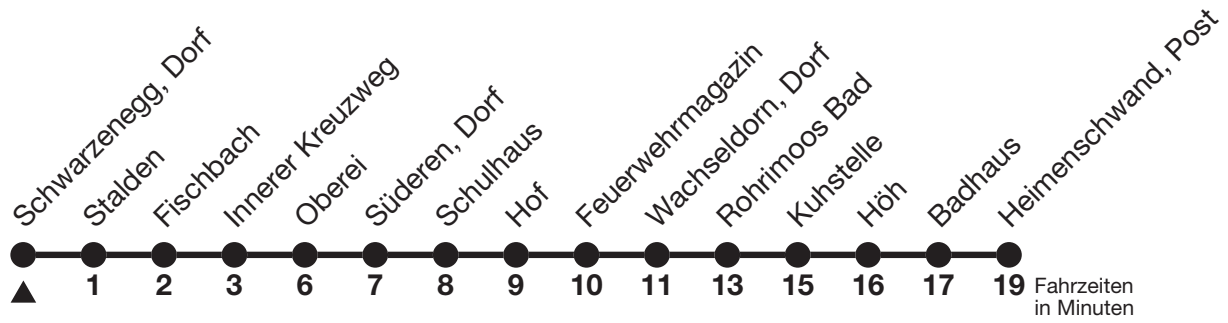 Schwarzenegg, Dorf
Stalden
Fischbach
Innerer Kreuzweg
Oberei
Süderen, Dorf
Schulhaus
Hof
Feuerwehrmagazin
Wachseldorn, Dorf
Rohrimoos Bad
Kuhstelle
Höh
Badhaus
Heimenschwand, Post
1 2 3 6 7 8 9 10 11 13 15 16 17 19 Fahrzeiten
in Minuten